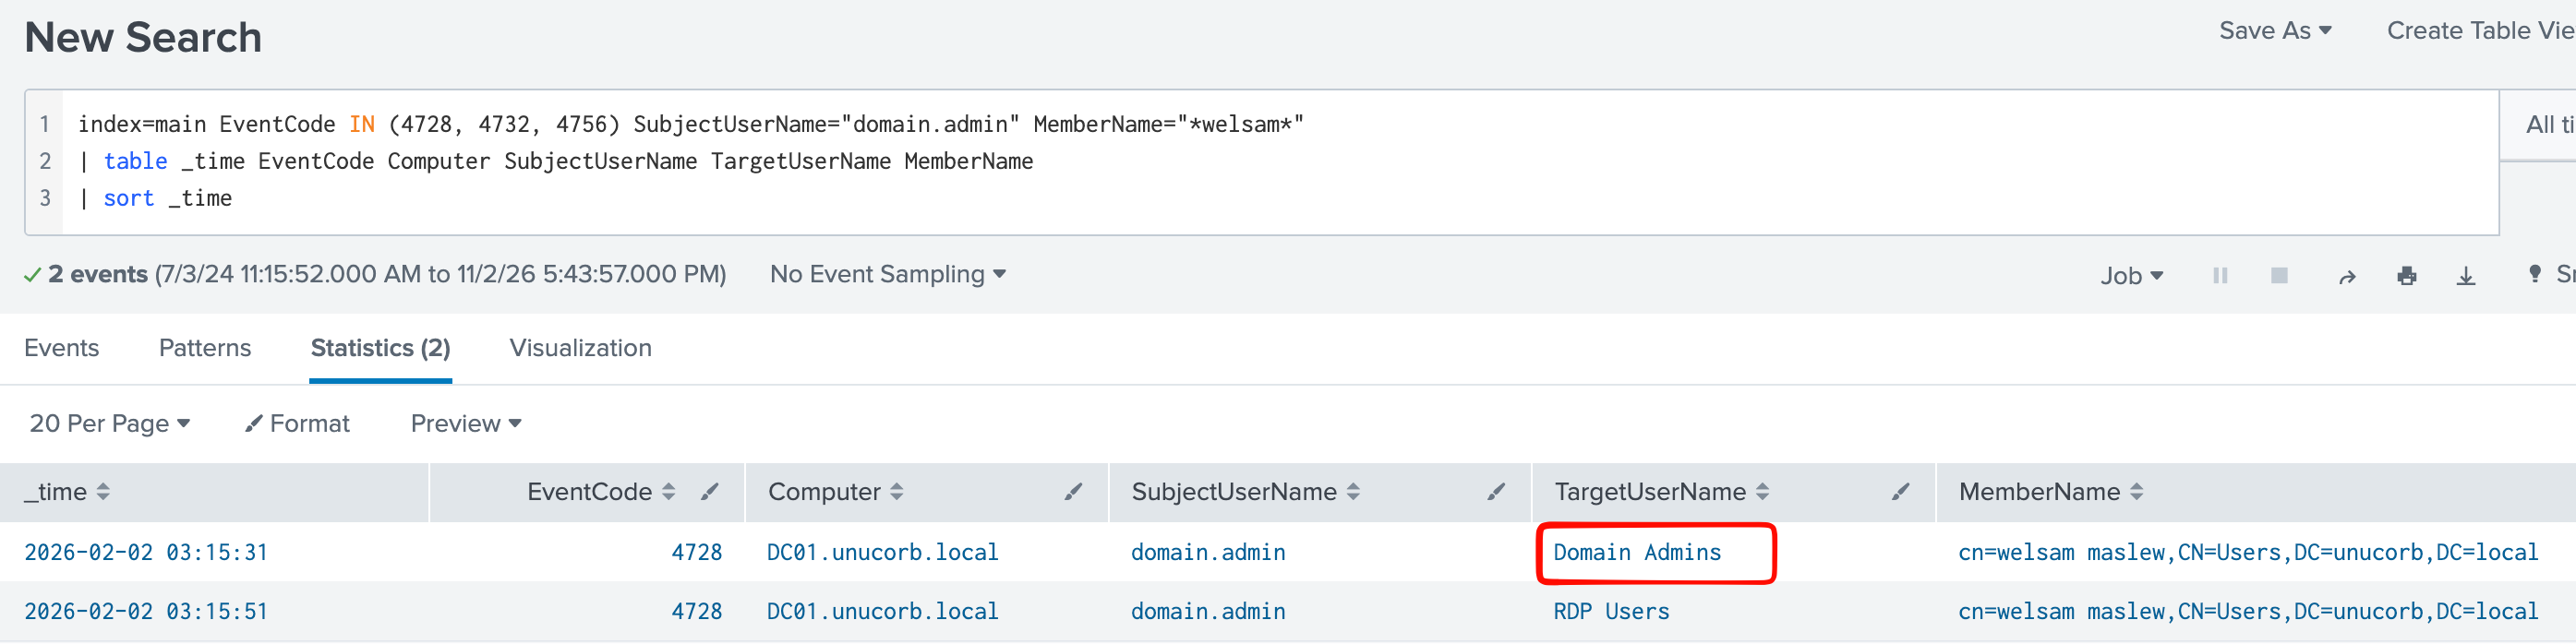 New Search
Save As
Create Table Vie
1 index=main EventCode IN (4728, 4732, 4756) SubjectUserName="domain.admin" MemberName="*welsam*"
All ti
2 | table _time EventCode Computer SubjectUserName TargetUserName MemberName
3 | sort _time
2 events (7/3/24 11:15:52.000 AM to 11/2/26 5:43:57.000 PM) No Event Sampling Job
Events Patterns Statistics (2) Visualization
20 Per Page Format Preview
_time EventCode Computer SubjectUserName TargetUserName MemberName
2026-02-02 03:15:31 4728 DC01.unucorb.local domain.admin Domain Admins cn=welsam maslew,CN=Users,DC=unucorb,DC=local
2026-02-02 03:15:51 4728 DC01.unucorb.local domain.admin RDP Users cn=welsam maslew,CN=Users,DC=unucorb,DC=local